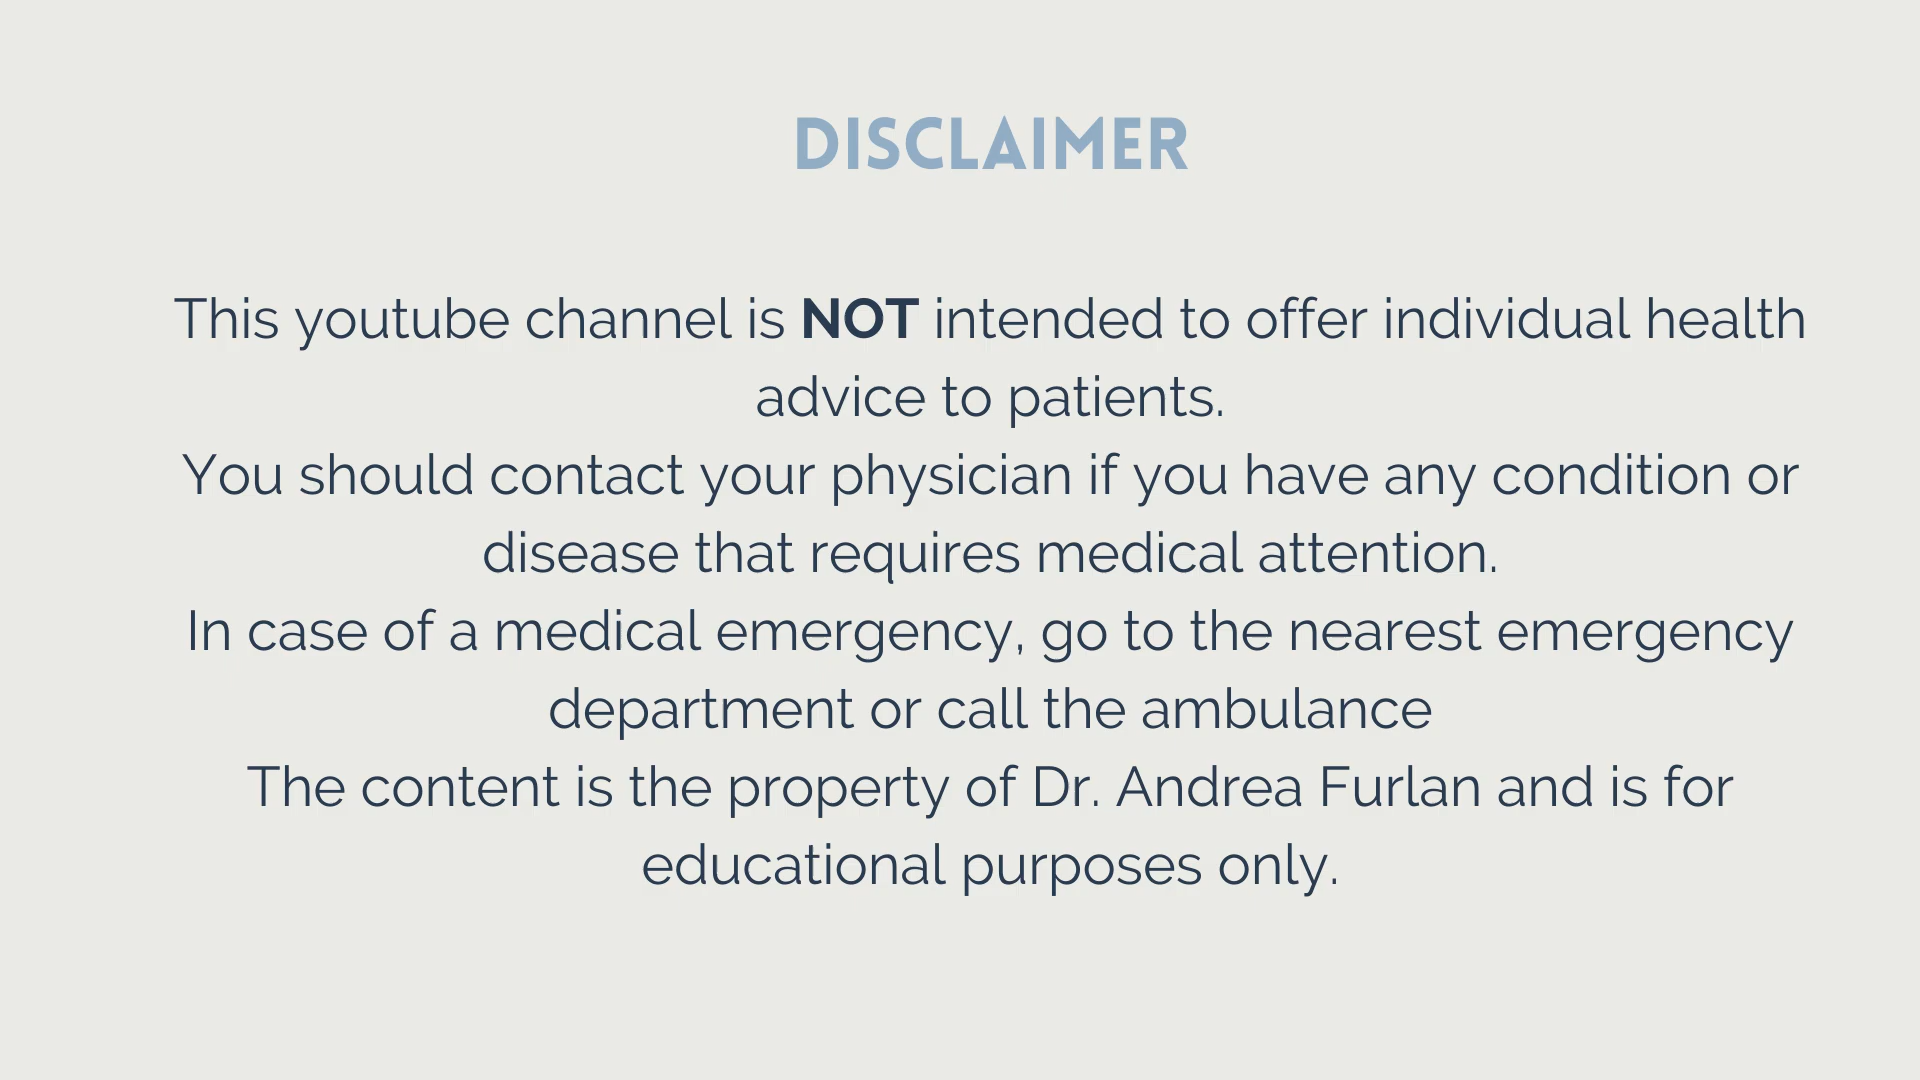 DISCLAIMER
This youtube channel is NOT intended to offer individual health
advice to patients.
You should contact your physician if you have any condition or
disease that requires medical attention.
In case of a medical emergency, go to the nearest emergency
department or call the ambulance
The content is the property of Dr. Andrea Furlan and is for
educational purposes only.